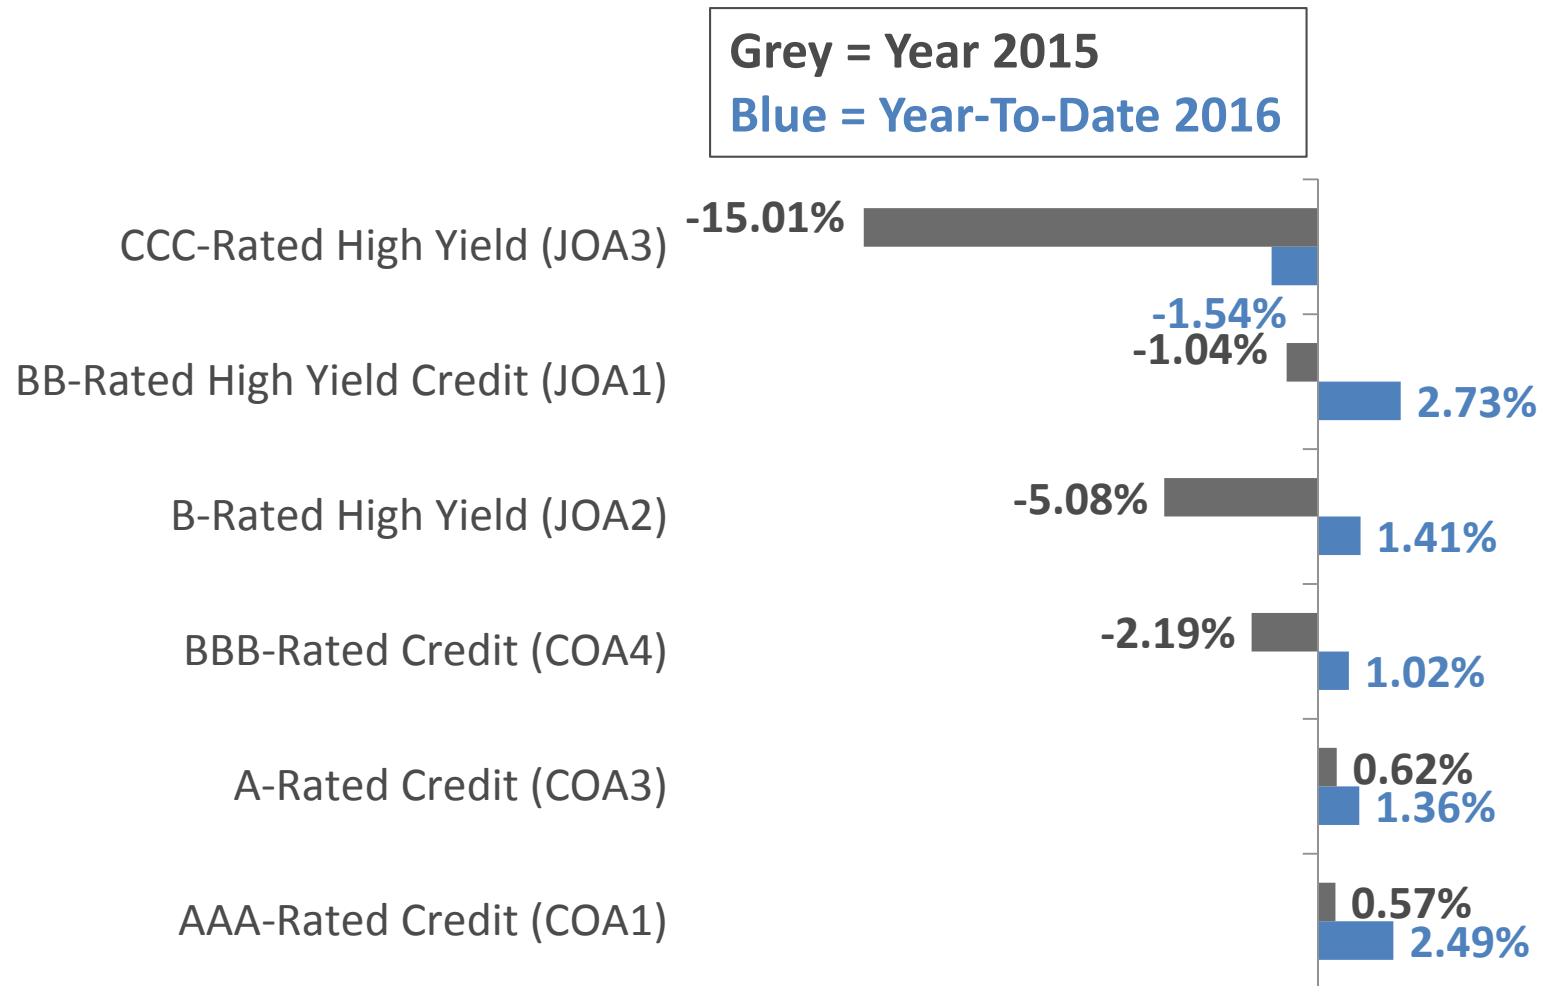 Grey = Year 2015
Blue = Year-To-Date 2016
CCC-Rated High Yield (JOA3)
-15.01%
-1.54%
BB-Rated High Yield Credit (JOA1)
-1.04%
2.73%
B-Rated High Yield (JOA2)
-5.08%
1.41%
BBB-Rated Credit (COA4)
-2.19%
1.02%
A-Rated Credit (COA3)
0.62%
1.36%
AAA-Rated Credit (COA1)
0.57%
2.49%